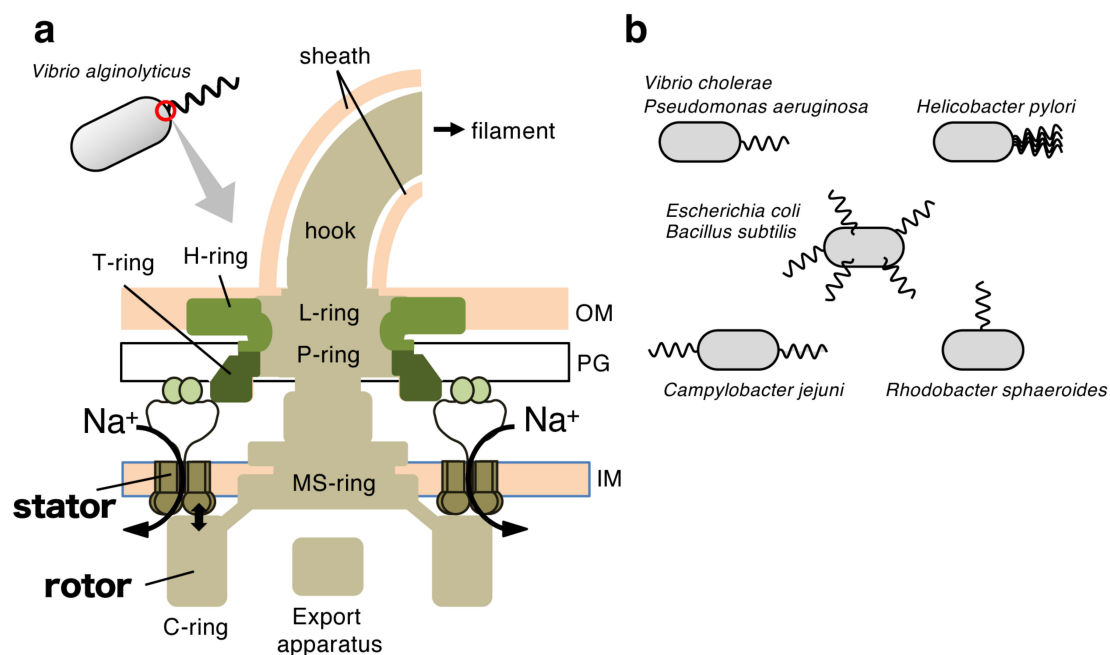 a
Vibrio alginolyticus
sheath
filament
hook
H-ring
T-ring
L-ring
OM
P-ring
PG
Na+
Na+
MS-ring
IM
stator
rotor
C-ring
Export
apparatus
b
Vibrio cholerae
Pseudomonas aeruginosa
Helicobacter pylori
Escherichia coli
Bacillus subtilis
Campylobacter jejuni
Rhodobacter sphaeroides